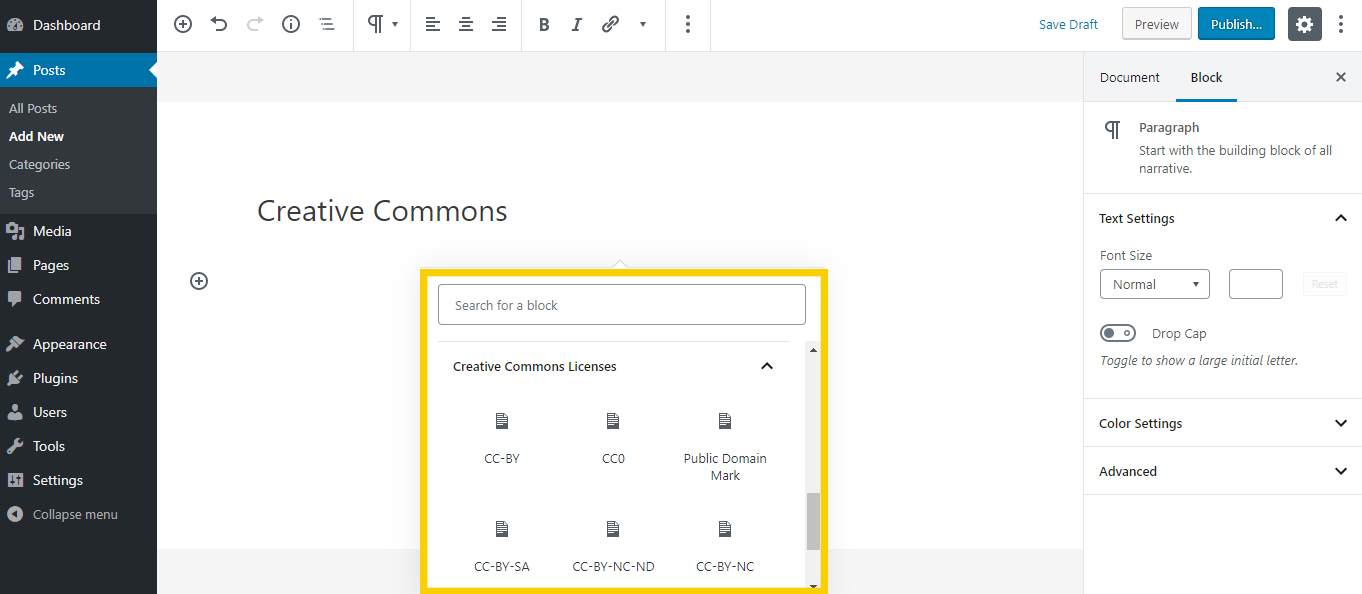 Dashboard
Posts
All Posts
Add New
Categories
Tags
Media
Pages
Comments
Appearance
Plugins
Users
Tools
Settings
Collapse menu
B I
Save Draft
Preview
Publish...
Creative Commons
Search for a block
Creative Commons Licenses
CC-BY
CC0
Public Domain
Mark
CC-BY-SA
CC-BY-NC-ND
CC-BY-NC
Document
Block
Paragraph
Start with the building block of all
narrative.
Text Settings
Font Size
Normal
Reset
Drop Cap
Toggle to show a large initial letter.
Color Settings
Advanced